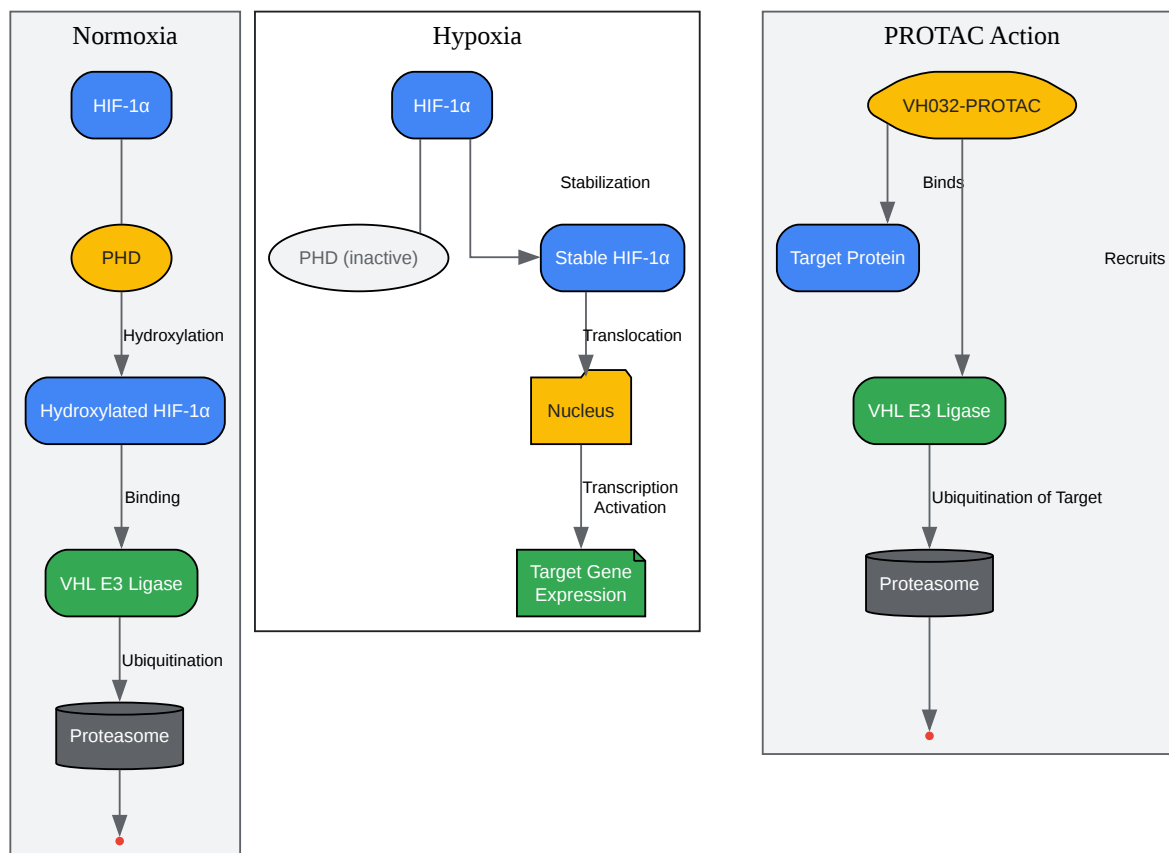 Normoxia
HIF-1α
PHD
Hydroxylation
Hydroxylated HIF-1α
Binding
VHL E3 Ligase
Ubiquitination
Proteasome
Hypoxia
HIF-1α
Stabilization
PHD (inactive)
Stable HIF-1α
Translocation
Nucleus
Transcription
Activation
Target Gene
Expression
PROTAC Action
VH032-PROTAC
Binds
Target Protein
Recruits
VHL E3 Ligase
Ubiquitination of Target
Proteasome